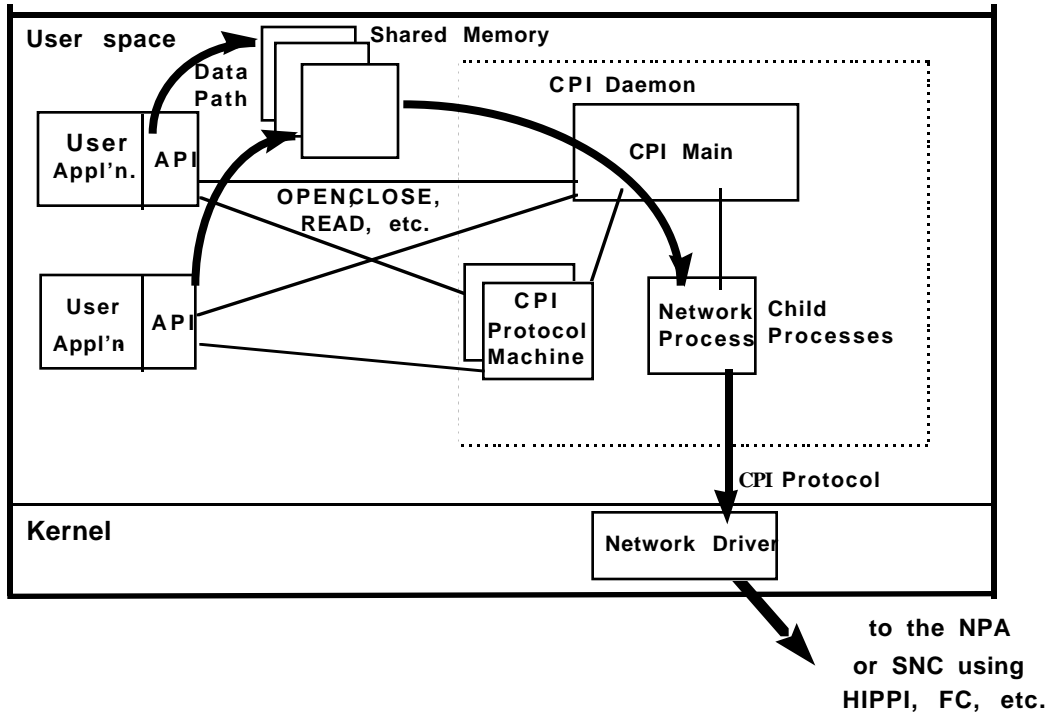 User space
Shared Memory
Data
Path
CPI Daemon
User
Appl'n.
API
CPI Main
OPEN,CLOSE,
READ, etc.
User
Appl'n
API
CPI
Protocol
Machine
Network
Process
Child
Processes
CPI Protocol
Kernel
Network Driver
to the NPA
or SNC using
HIPPI, FC, etc.